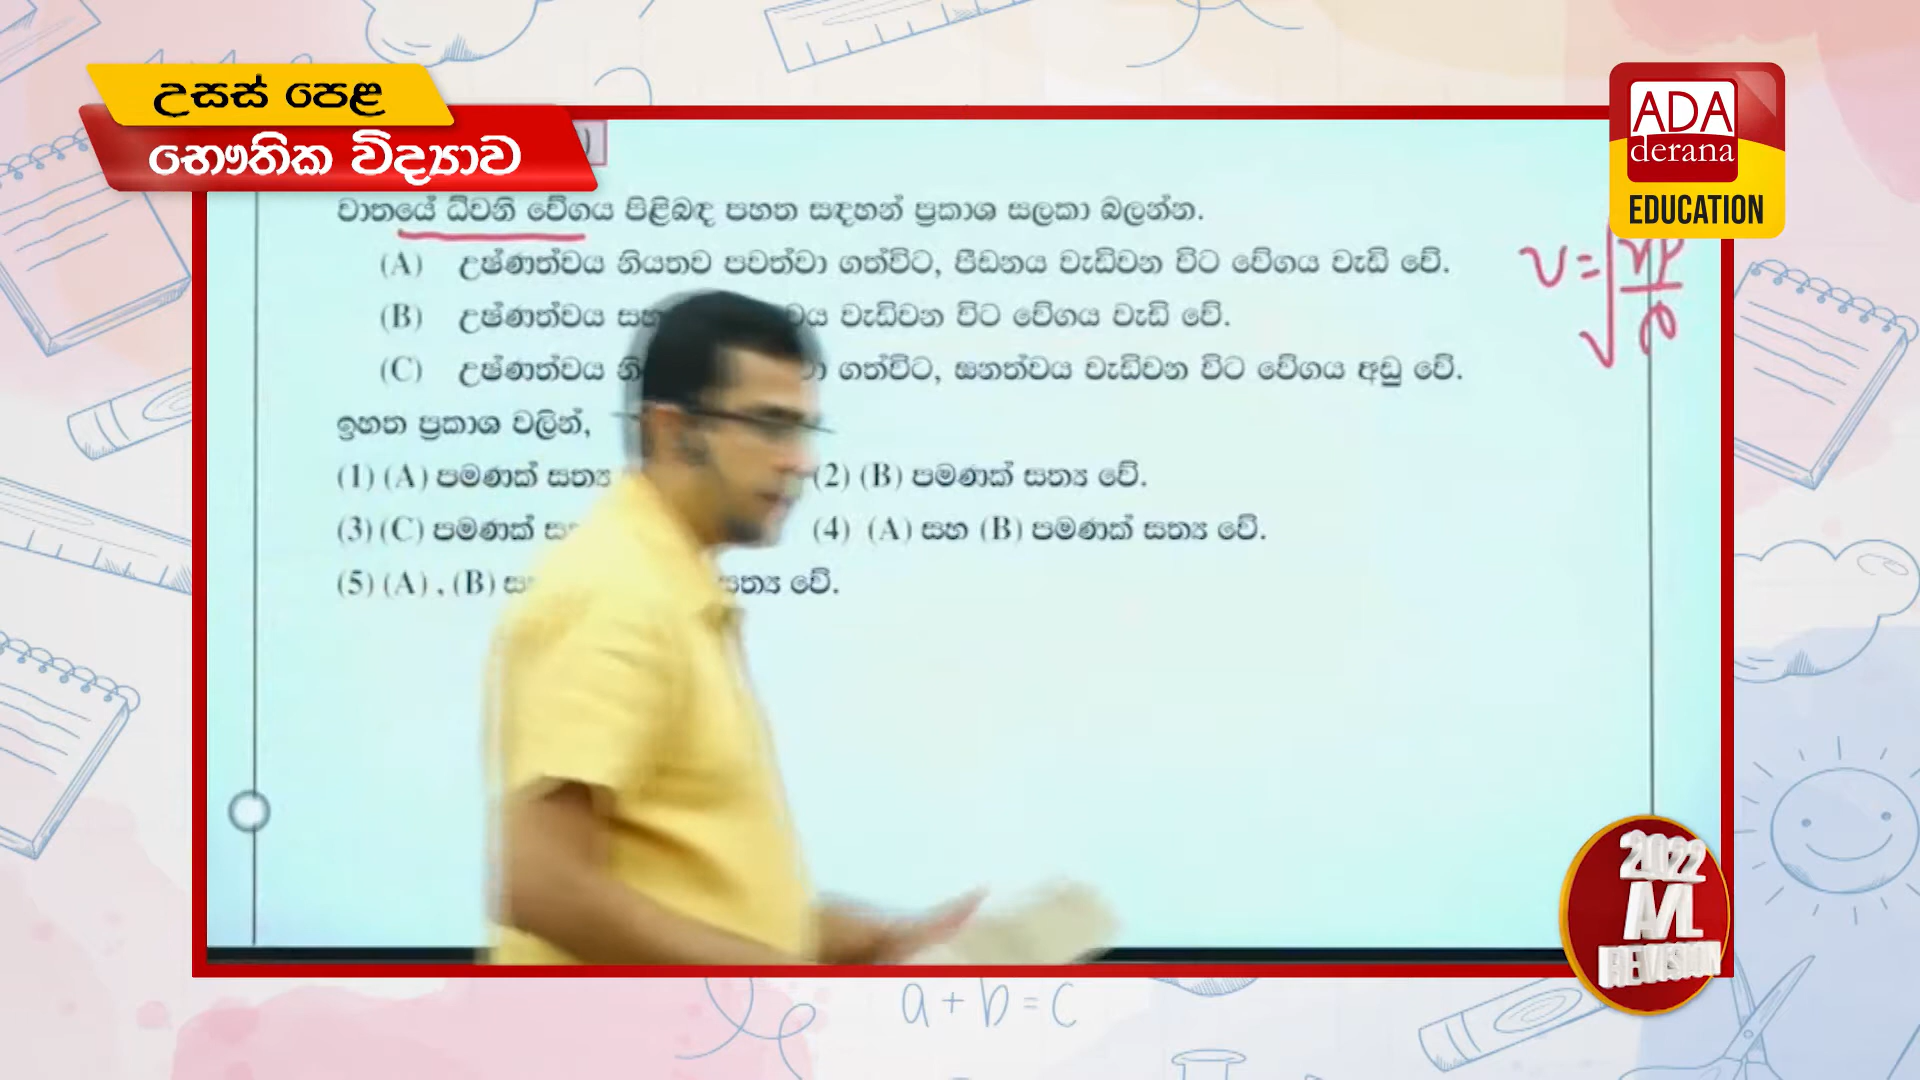 උසස් පෙළ
භෞතික විද්‍යාව
ADA
derana
EDUCATION
වාතයේ ධ්වනි වේගය පිළිබඳ පහත සඳහන් ප්‍රකාශ සලකා බලන්න.
(A) උෂ්ණත්වය නියතව පවත්වා ගත්විට, පීඩනය වැඩිවන විට වේගය වැඩි වේ.
(B) උෂ්ණත්වය වැඩිවන විට වේගය වැඩි වේ.
(C) උෂ්ණත්වය ගත්විට, ඝනත්වය වැඩිවන විට වේගය අඩු වේ.
ඉහත ප්‍රකාශ වලින්,
(1) (A) පමණක් සත්‍ය (2) (B) පමණක් සත්‍ය වේ.
(3) (C) පමණක් (4) (A) සහ (B) පමණක් සත්‍ය වේ.
(5) (A) , (B) සත්‍ය වේ.
2022
A/L
REVISION
a + b = c